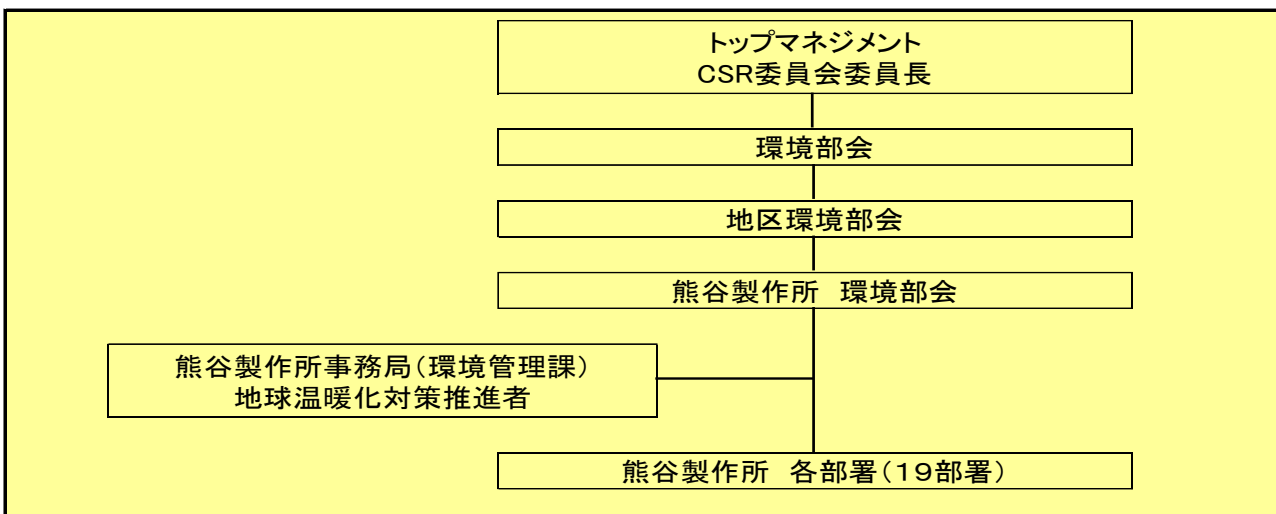 トップマネジメント
CSR委員会委員長
環境部会
地区環境部会
熊谷製作所　環境部会
熊谷製作所事務局(環境管理課)
地球温暖化対策推進者
熊谷製作所　各部署(19部署)